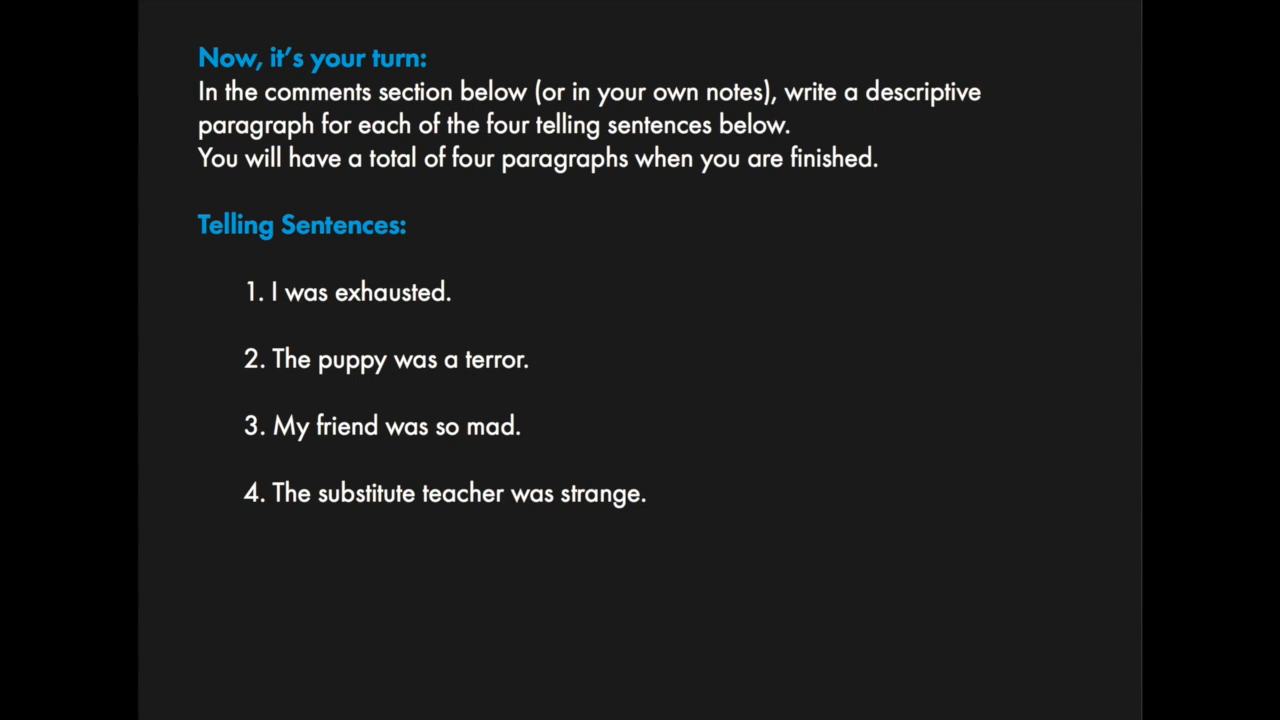 Now, it's your turn:
In the comments section below (or in your own notes), write a descriptive
paragraph for each of the four telling sentences below.
You will have a total of four paragraphs when you are finished.
Telling Sentences:
1. I was exhausted.
2. The puppy was a terror.
3. My friend was so mad.
4. The substitute teacher was strange.